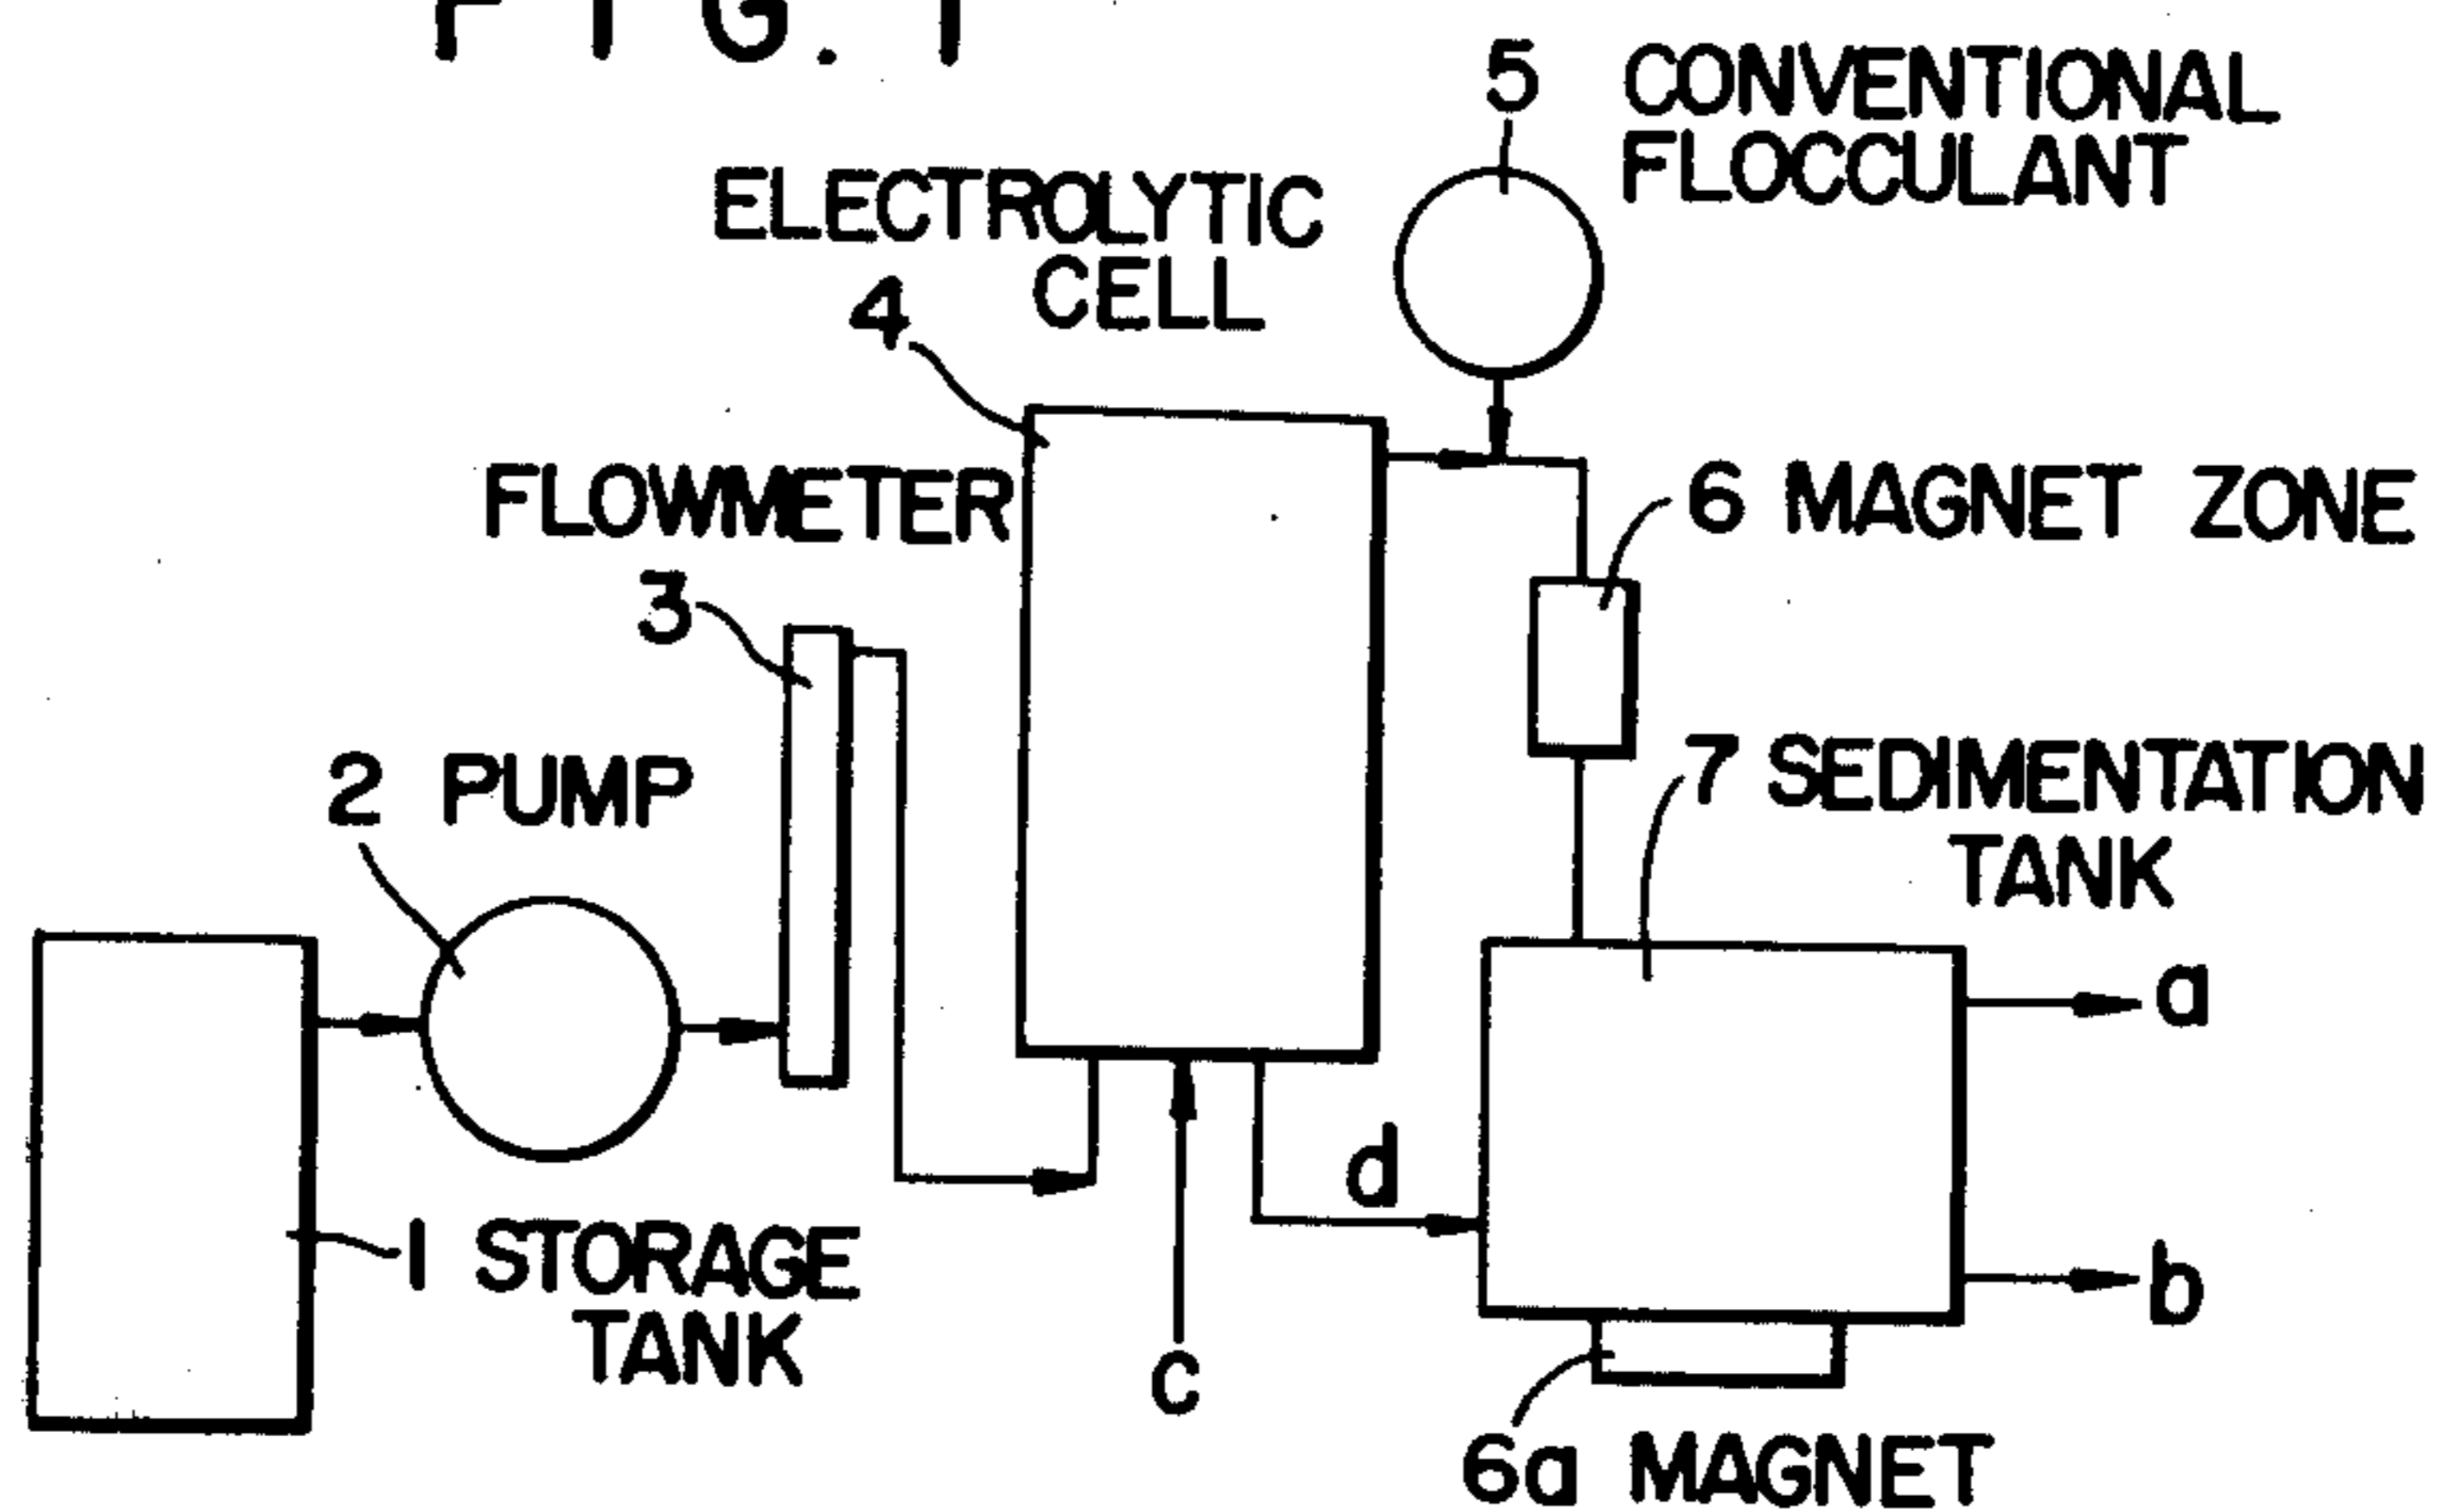 FIG. 1
5 CONVENTIONAL
FLOCCULANT
ELECTROLYTIC
CELL
4
FLOWMETER
3
6 MAGNET ZONE
2 PUMP
7 SEDIMENTATION
TANK
a
d
1 STORAGE
TANK
b
c
6a MAGNET